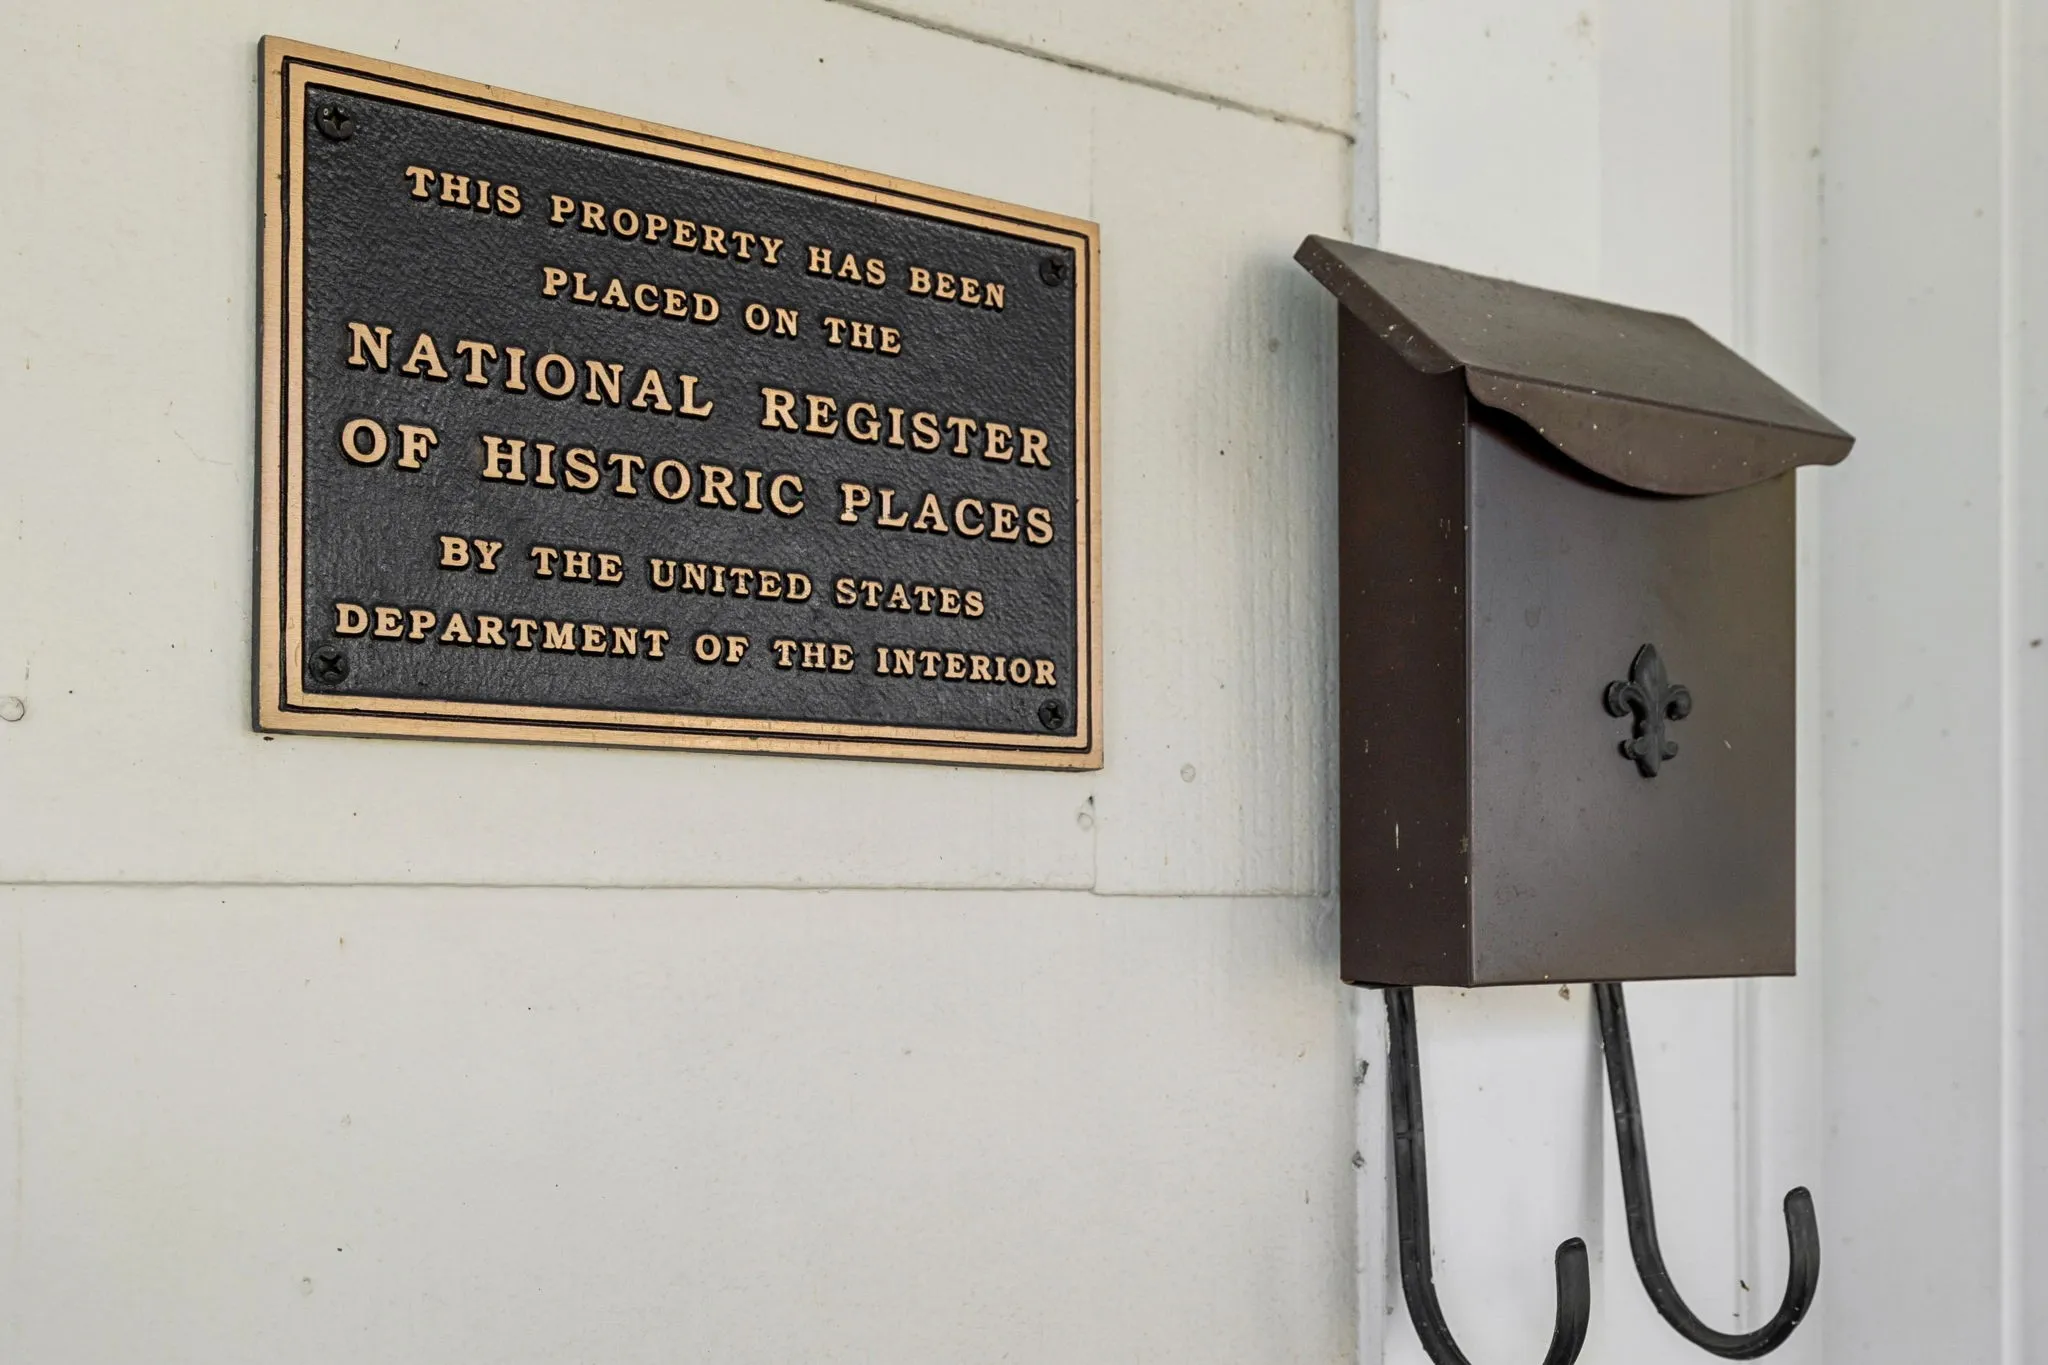 THIS PROPERTY HAS BEEN
PLACED ON THE
NATIONAL REGISTER
OF HISTORIC PLACES
BY THE UNITED STATES
DEPARTMENT OF THE INTERIOR